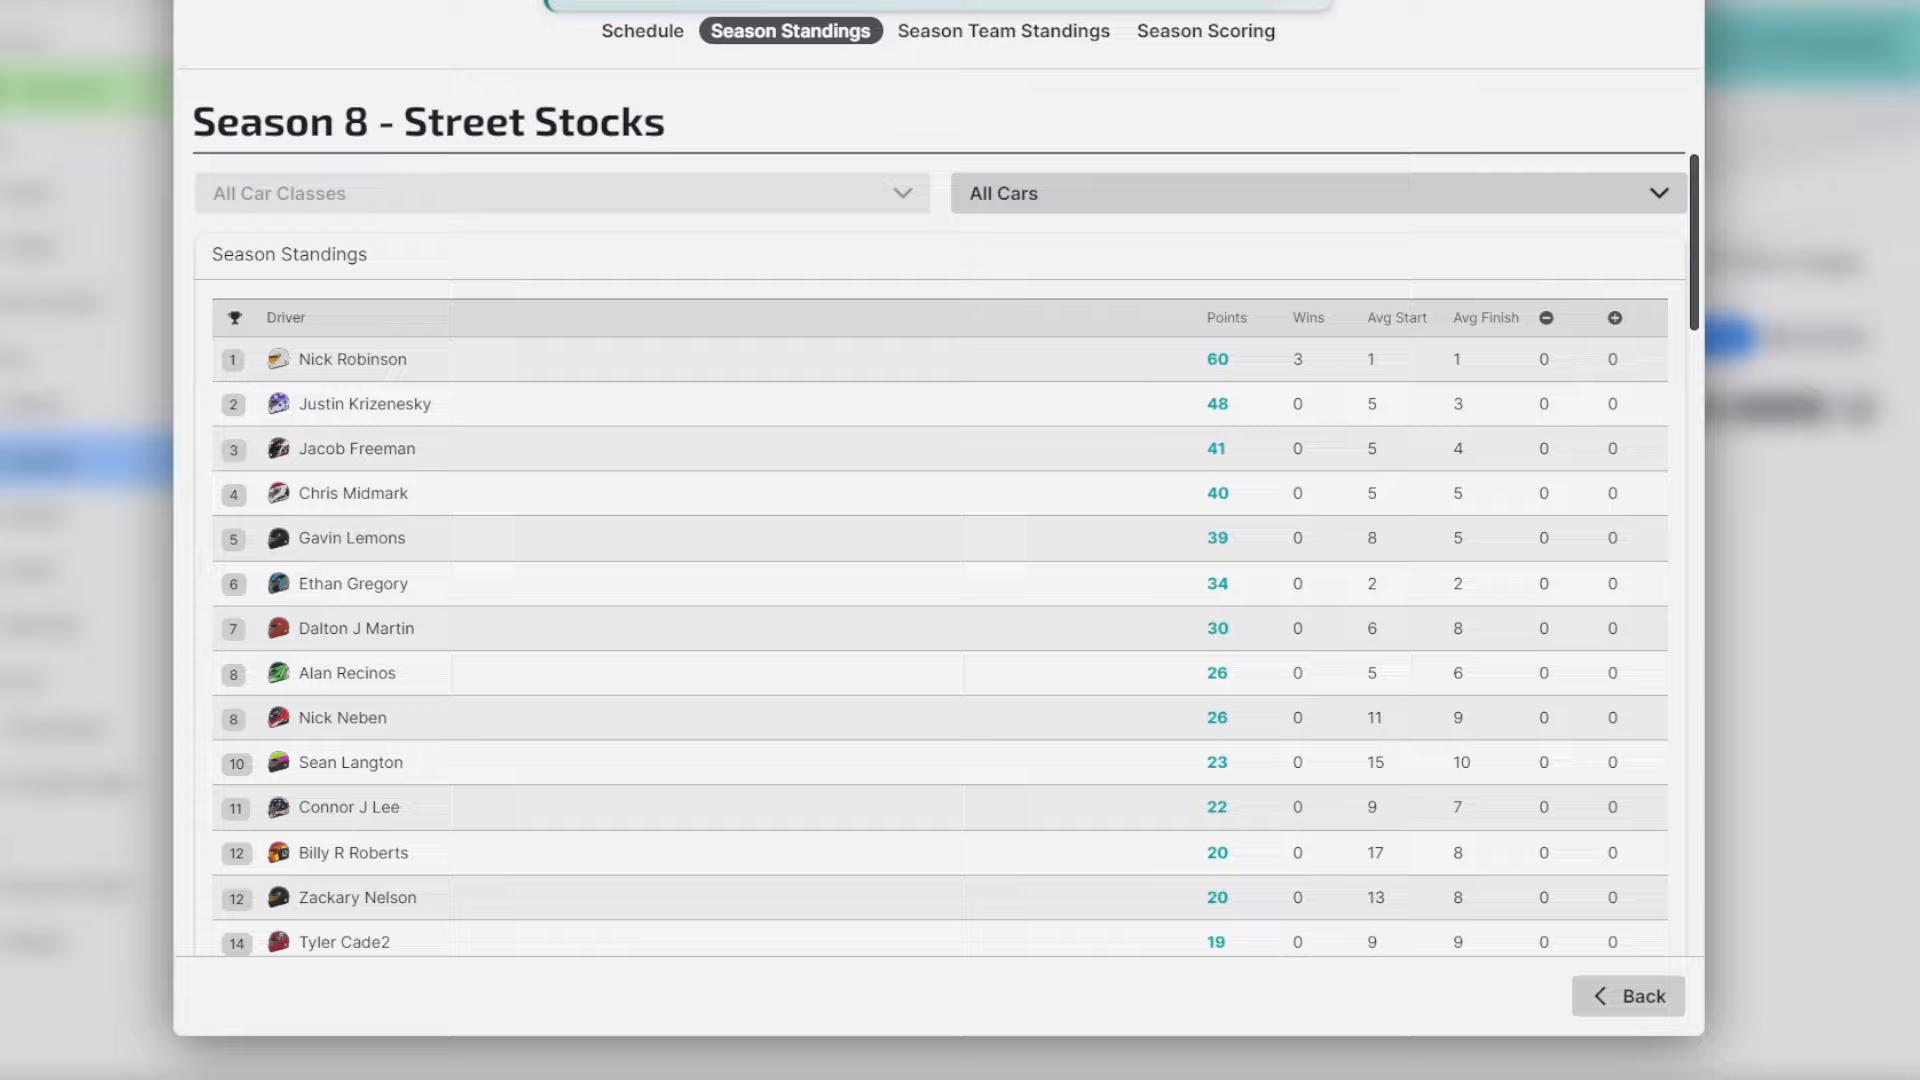 Schedule Season Standings Season Team Standings Season Scoring
Season 8 - Street Stocks
All Car Classes All Cars
Season Standings
Driver Points Wins Avg Start Avg Finish
1 Nick Robinson 60 3 1 1 0 0
2 Justin Krizenesky 48 0 5 3 0 0
3 Jacob Freeman 41 0 5 4 0 0
4 Chris Midmark 40 0 5 5 0 0
5 Gavin Lemons 39 0 8 5 0 0
6 Ethan Gregory 34 0 2 2 0 0
7 Dalton J Martin 30 0 6 8 0 0
8 Alan Recinos 26 0 5 6 0 0
8 Nick Neben 26 0 11 9 0 0
10 Sean Langton 23 0 15 10 0 0
11 Connor J Lee 22 0 9 7 0 0
12 Billy R Roberts 20 0 17 8 0 0
12 Zackary Nelson 20 0 13 8 0 0
14 Tyler Cade2 19 0 9 9 0 0
Back